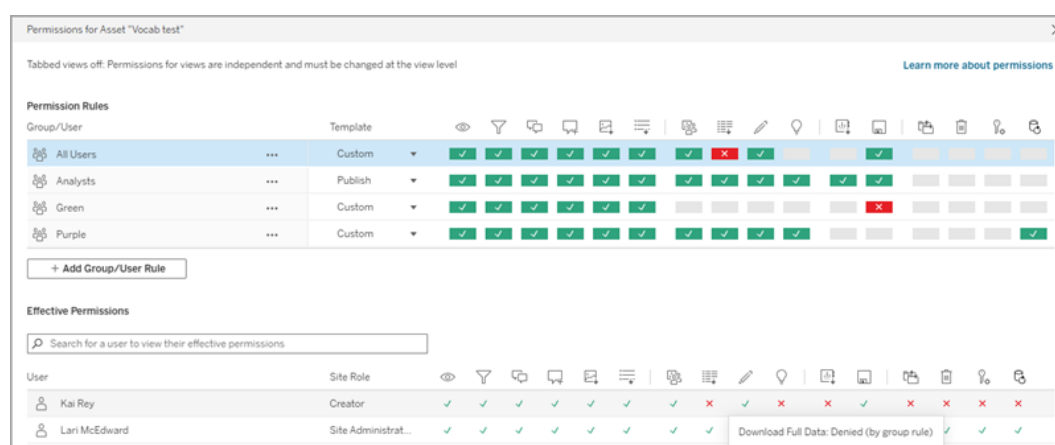 Permissions for Asset "Vocab test"
Tabbed views off: Permissions for views are independent and must be changed at the view level
Learn more about permissions
Permission Rules
Group/User Template
All Users ••• Custom
Analysts ••• Publish
Green ••• Custom
Purple ••• Custom
+ Add Group/User Rule
Effective Permissions
Search for a user to view their effective permissions
User Site Role
Kai Rey Creator
Lari McEdward Site Administrat...
Download Full Data: Denied (by group rule)